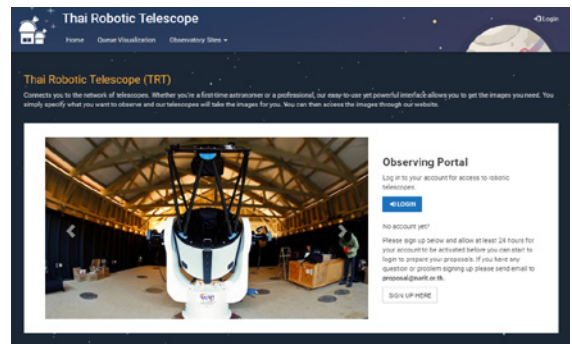 Thai Robotic Telescope
Login
Home Queue Visualization Observatory Sites
Thai Robotic Telescope (TRT)
Connects you to the network of telescopes. Whether you're a first-time astronomer or a professional, our easy-to-use yet powerful interface allows you to get the images you need. You
simply specify what you want to observe and our telescopes will take the images for you. You can then access the images through our website.
Observing Portal
Log in to your account for access to robotic
telescopes.
LOGIN
No account yet?
Please sign up below and allow at least 24 hours for
your account to be activated before you can start to
login to prepare your proposals. If you have any
question or problem signing up please send email to
proposal@narit.or.th.
SIGN UP HERE